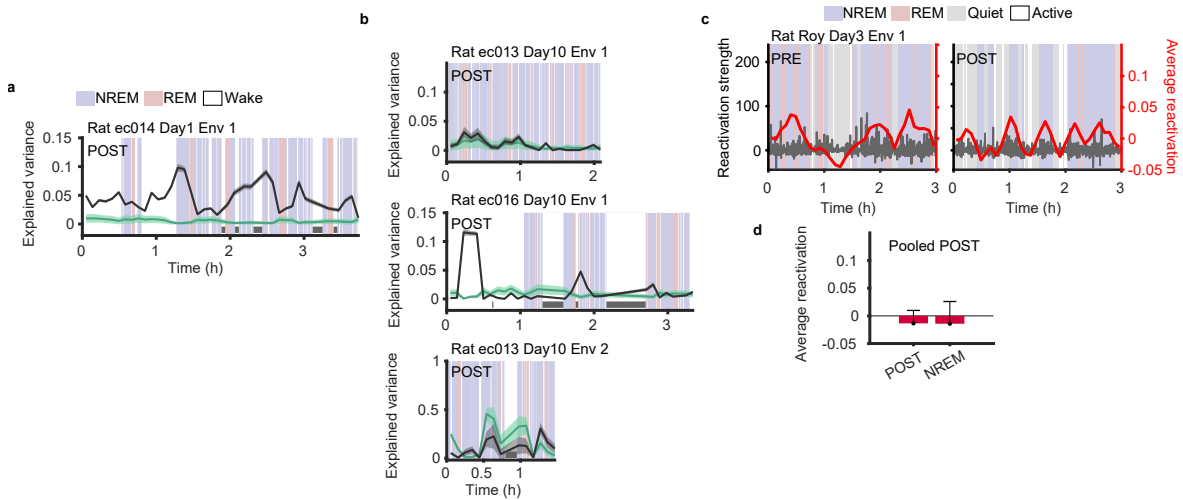 a
NREM REM Wake
Rat ec014 Day1 Env 1
POST
Explained variance
0.15
0.1
0.05
0
0 1 2 3
Time (h)
b
Rat ec013 Day10 Env 1
POST
Explained variance
0.1
0.05
0
0 1 2
Rat ec016 Day10 Env 1
POST
Explained variance
0.15
0.1
0.05
0
0 1 2 3
Rat ec013 Day10 Env 2
POST
Explained variance
1
0.5
0
0 0.5 1
Time (h)
c
NREM REM Quiet Active
Rat Roy Day3 Env 1
PRE
POST
Reactivation strength
200
100
0
0 1 2 3
Time (h)
0 1 2 3
Time (h)
0.1
0.05
0
-0.05
Average reactivation
d
Pooled POST
Average reactivation
0.1
0
-0.05
POST
NREM